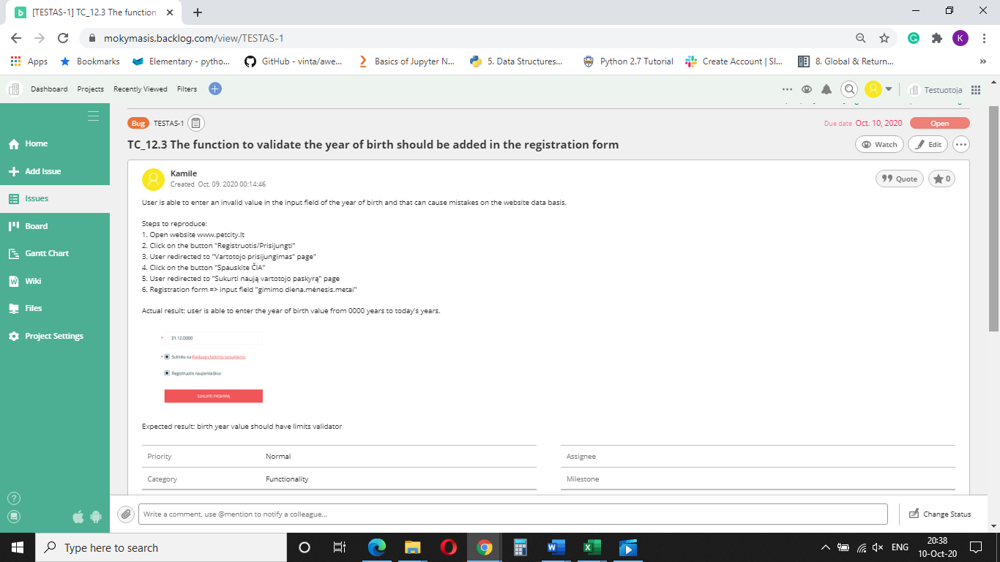 [TESTAS-1] TC_12.3 The function
mokymasis.backlog.com/view/TESTAS-1
K
Apps Bookmarks Elementary - pytho... GitHub - vinta/awe... Basics of Jupyter N... 5. Data Structures... Python 2.7 Tutorial Create Account | Sl... 8. Global & Return... »
Dashboard Projects Recently Viewed Filters
Testuotoja
Home
Add Issue
Issues
Board
Gantt Chart
Wiki
Files
Project Settings
Bug TESTAS-1
Due date Oct. 10, 2020 Open
TC_12.3 The function to validate the year of birth should be added in the registration form
Watch Edit
Kamile
Created Oct. 09, 2020 00:14:46
Quote 0
User is able to enter an invalid value in the input field of the year of birth and that can cause mistakes on the website data basis.
Steps to reproduce:
1. Open website www.petcity.lt
2. Click on the button "Registruotis/Prisijungti"
3. User redirected to "Vartotojo prisijungimas" page"
4. Click on the button "Spauskite ČIA"
5. User redirected to "Sukurti naują vartotojo paskyrą" page
6. Registration form => input field "gimimo diena.mėnesis.metai"
Actual result: user is able to enter the year of birth value from 0000 years to today's years.
* 31.12.0000
* Sutinku su Paslaugų teikimo taisyklėmis
Registruotis naujienlaiškiui
SUKURTI PASKYRĄ
Expected result: birth year value should have limits validator
Priority Normal
Assignee
Category Functionality
Milestone
Write a comment, use @mention to notify a colleague...
Change Status
Type here to search
ENG
20:38
10-Oct-20